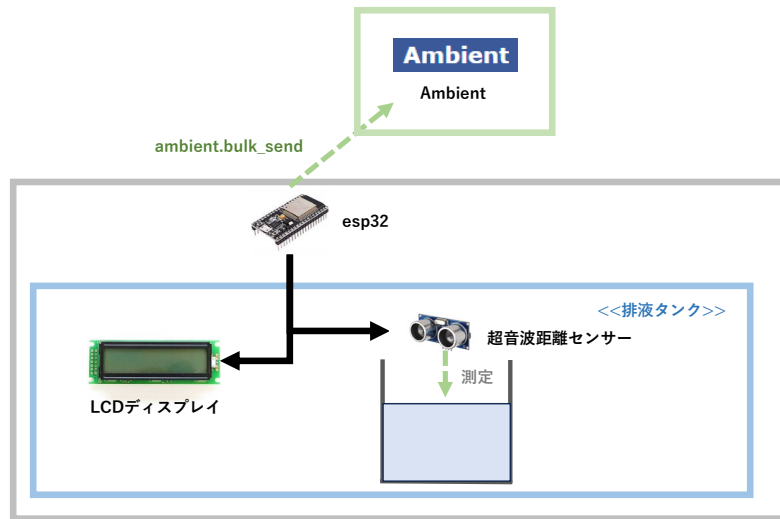 Ambient
Ambient
ambient.bulk_send
esp32
<<排液タンク>>
超音波距離センサー
測定
LCDディスプレイ